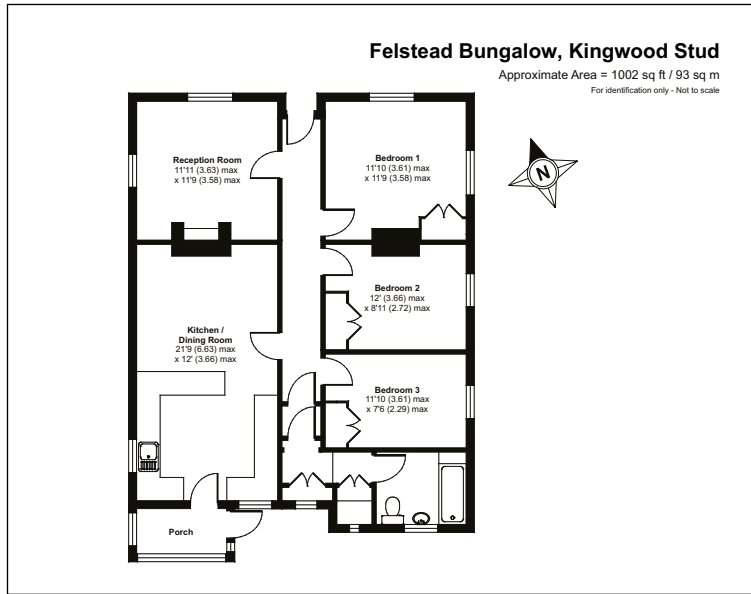 Felstead Bungalow, Kingwood Stud
Approximate Area = 1002 sq ft / 93 sq m
For identification only - Not to scale
Reception Room
11'11 (3.63) max
x 11'9 (3.58) max
Bedroom 1
11'10 (3.61) max
x 11'9 (3.58) max
N
Bedroom 2
12' (3.66) max
x 8'11 (2.72) max
Kitchen /
Dining Room
21'9 (6.63) max
x 12' (3.66) max
Bedroom 3
11'10 (3.61) max
x 7'6 (2.29) max
Porch